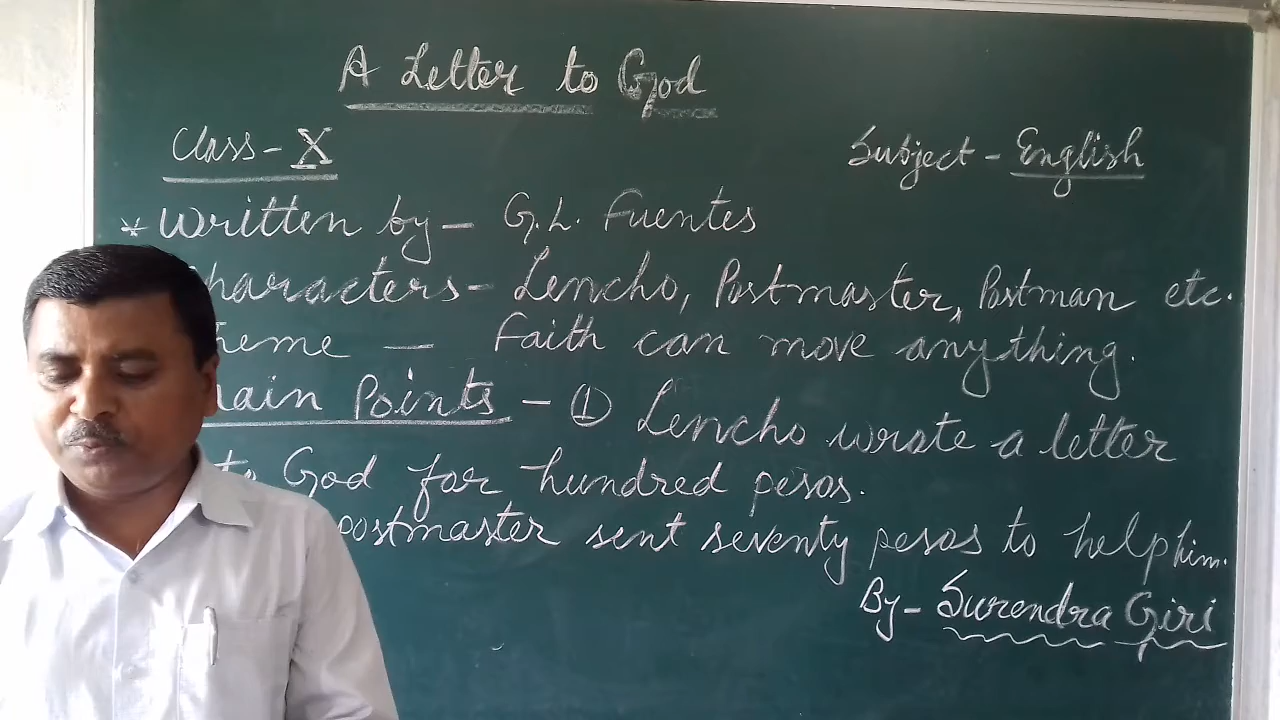 A Letter to God
Class - X
Subject - English
* Written by - G.L. Fuentes
haracters - Lencho, Postmaster, Postman etc.
heme - Faith can move anything.
ain Points - ① Lencho wrote a letter
to God for hundred pesos.
postmaster sent seventy pesos to help him.
By - Surendra Giri